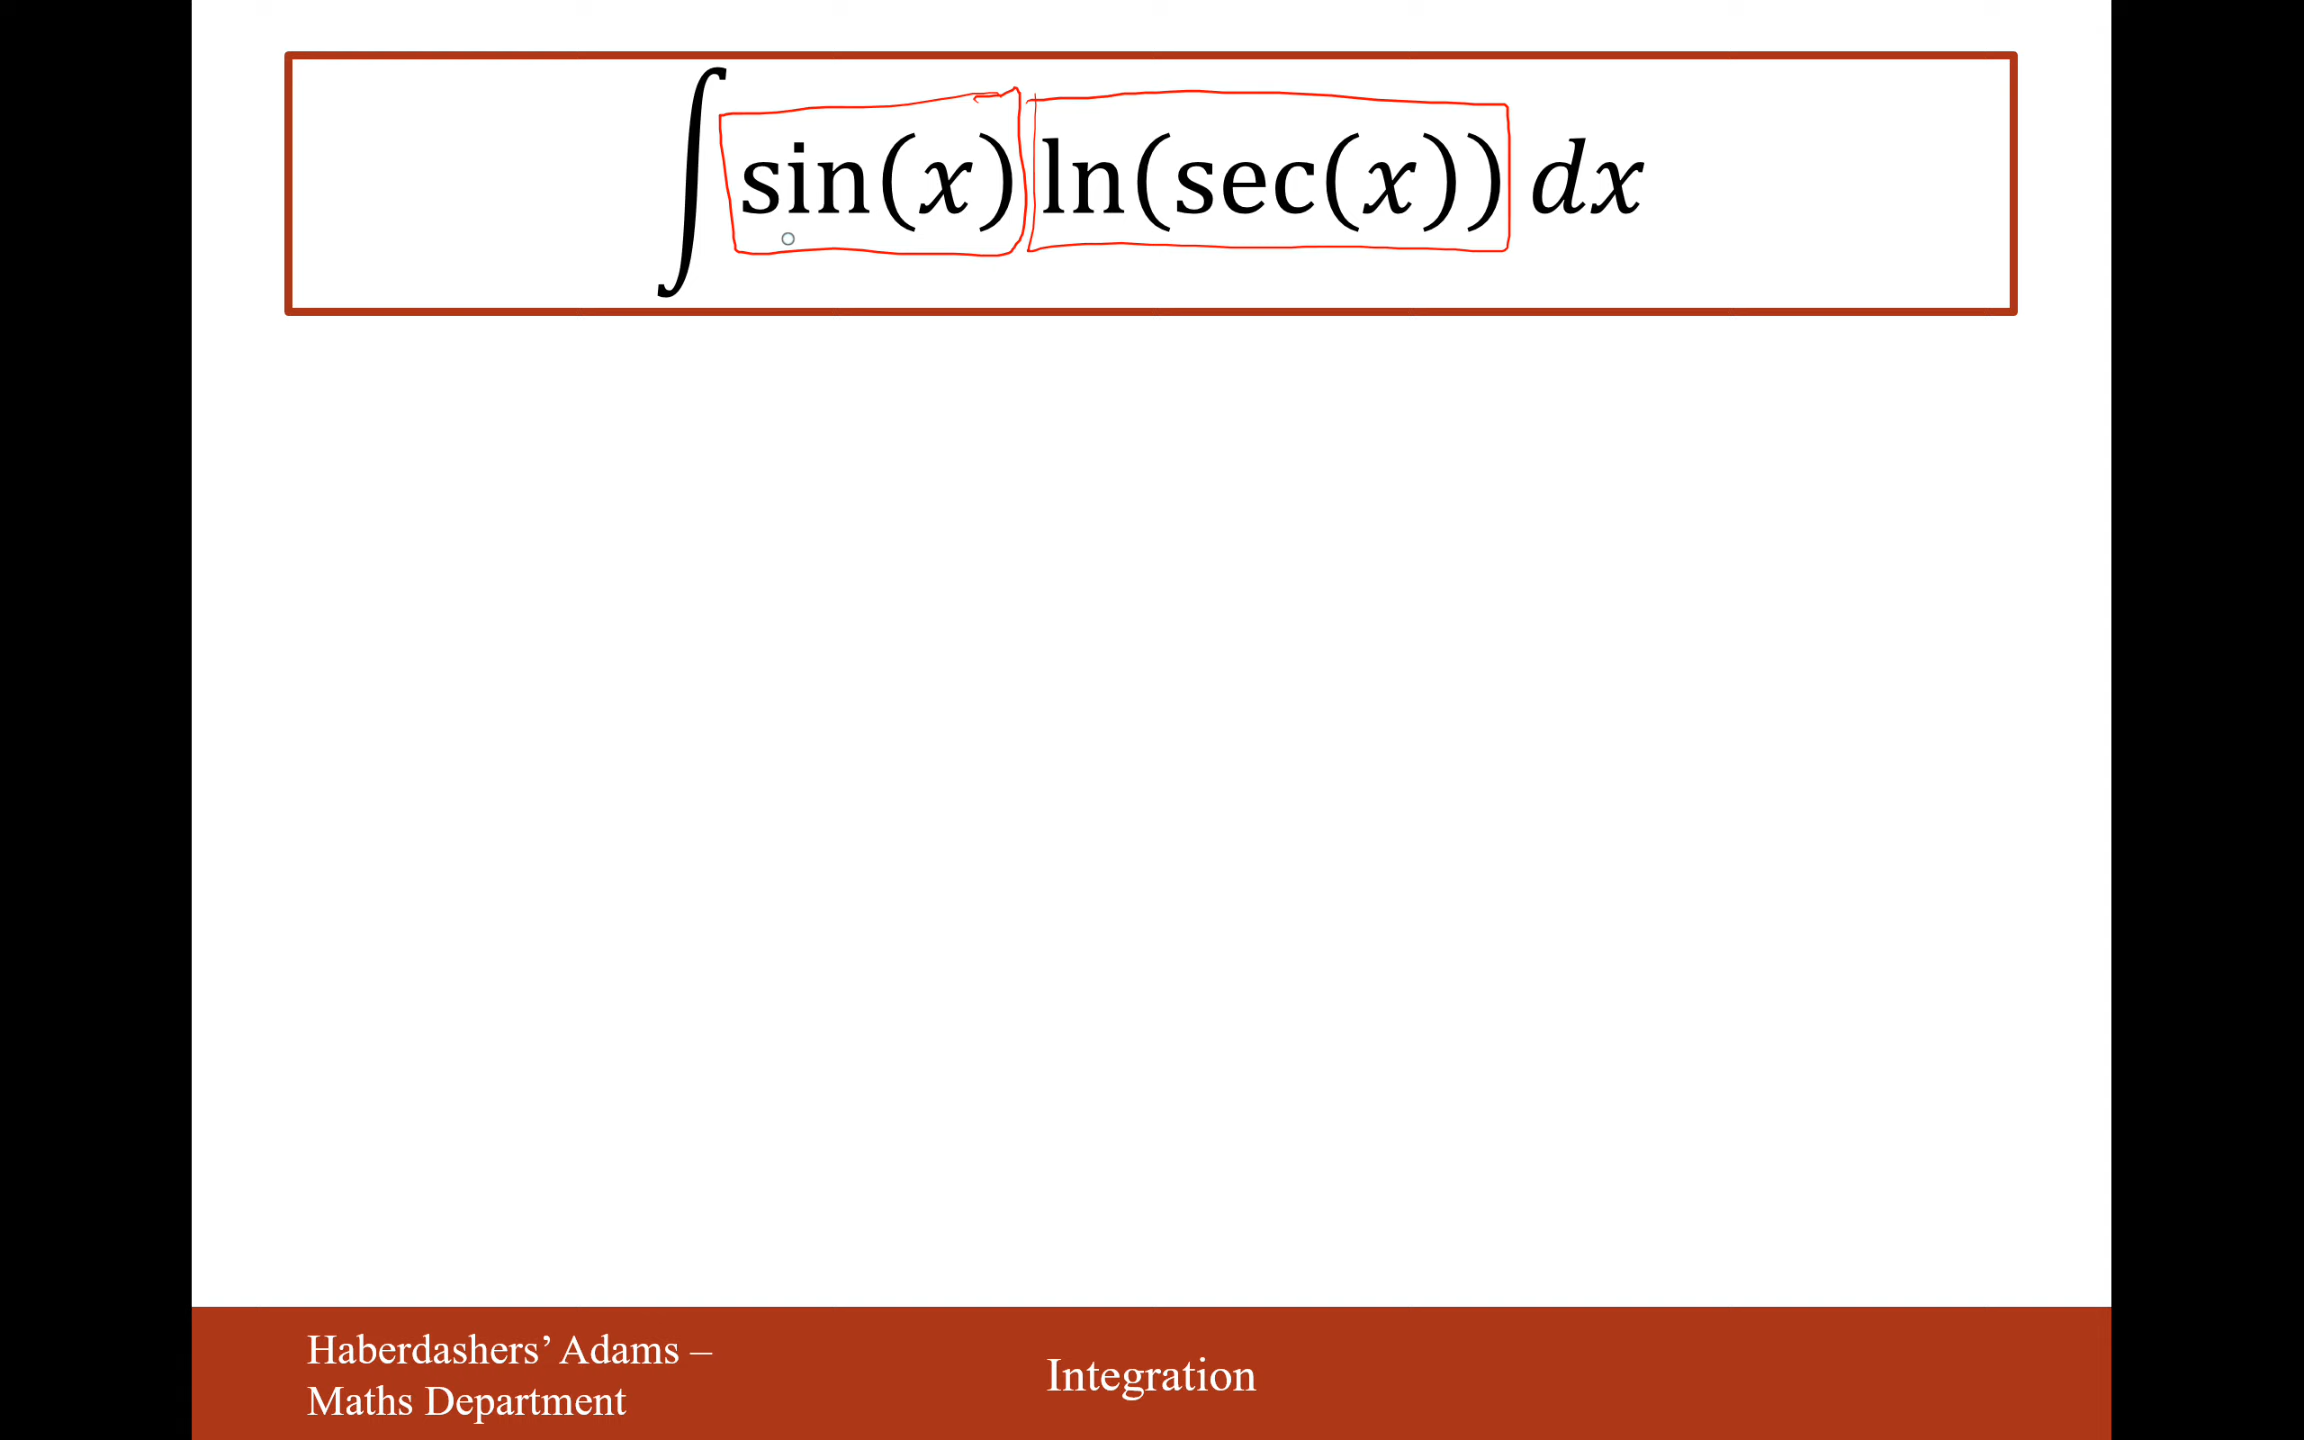 ∫ sin(x) ln(sec(x)) dx
Haberdashers’ Adams –
Maths Department
Integration